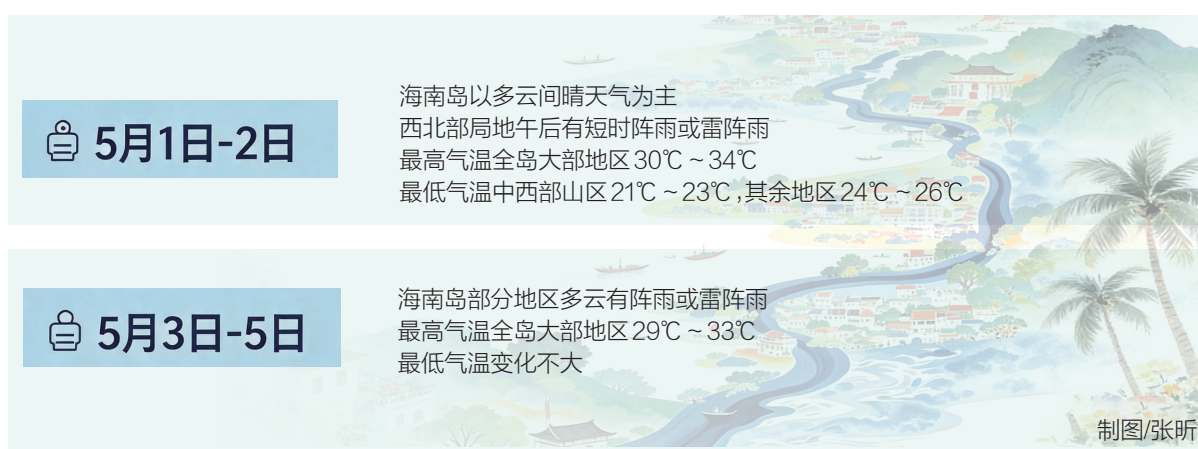 5月1日-2日
海南岛以多云间晴天气为主
西北部局地午后有短时阵雨或雷阵雨
最高气温全岛大部地区30℃~34℃
最低气温中西部山区21℃~23℃,其余地区24℃~26℃
5月3日-5日
海南岛部分地区多云有阵雨或雷阵雨
最高气温全岛大部地区29℃~33℃
最低气温变化不大
制图/张昕